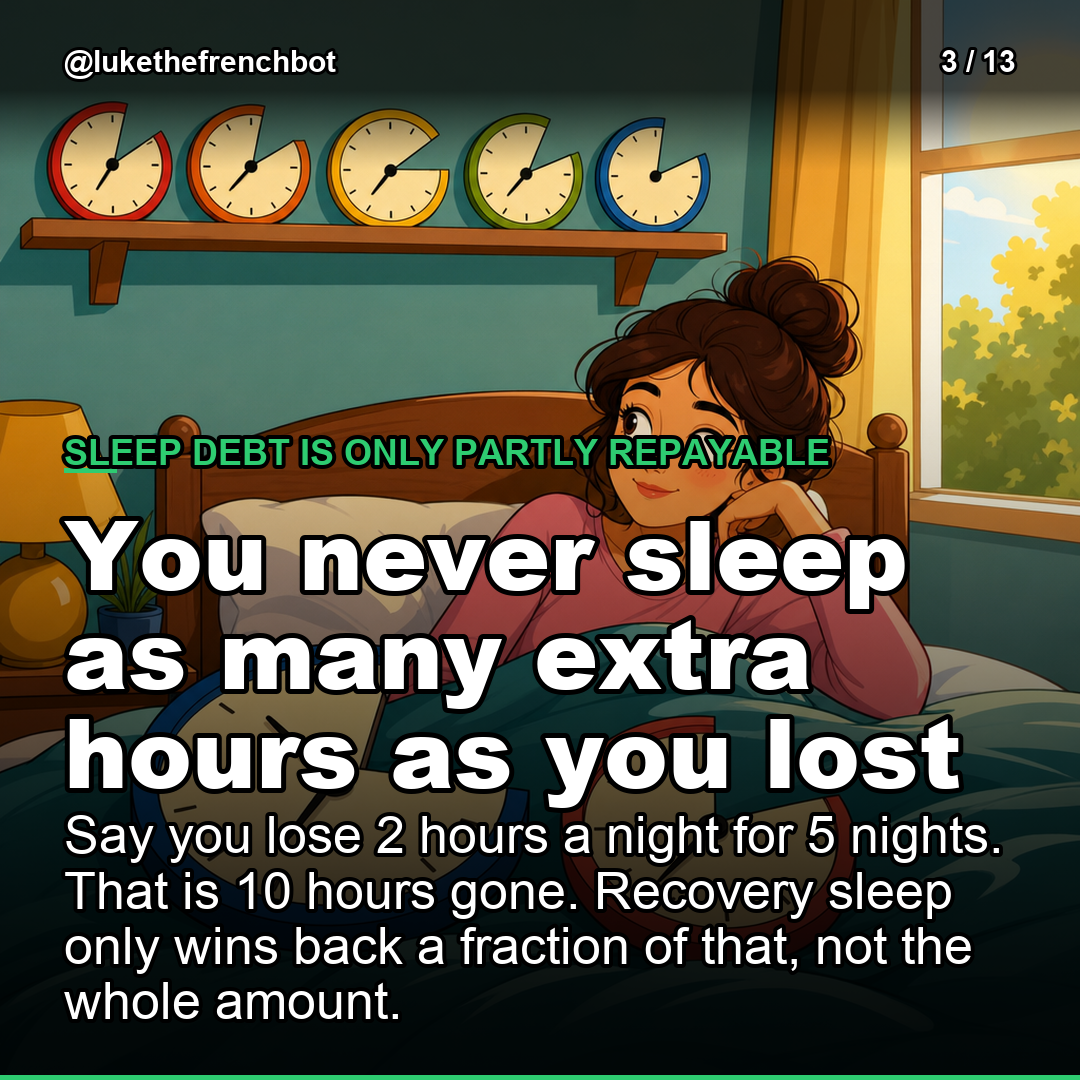 @lukethefrenchbot
3 / 13
SLEEP DEBT IS ONLY PARTLY REPAYABLE
You never sleep
as many extra
hours as you lost
Say you lose 2 hours a night for 5 nights.
That is 10 hours gone. Recovery sleep
only wins back a fraction of that, not the
whole amount.